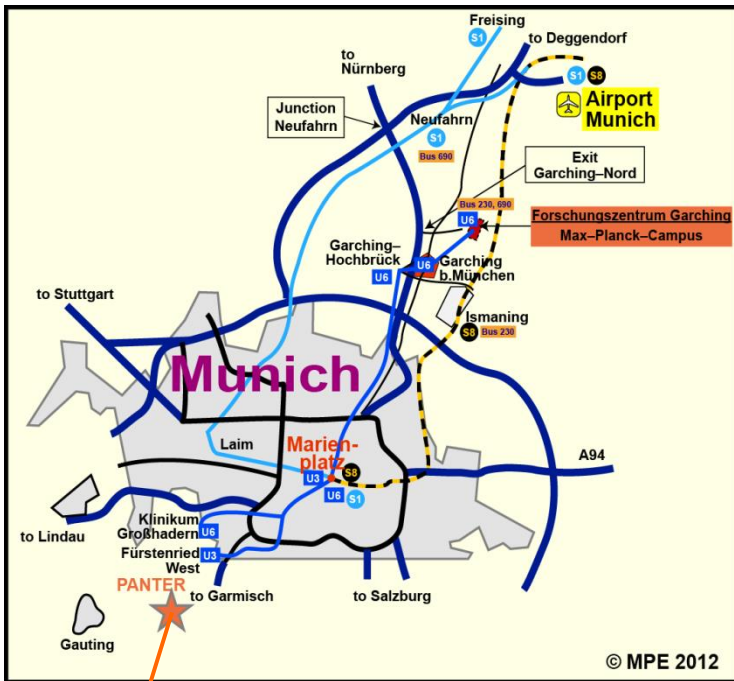 Freising
S1
to Deggendorf
to
Nürnberg
S1
S8
Airport
Munich
Junction
Neufahrn
Neufahrn
S1
Bus 690
Exit
Garching–Nord
Bus 230, 690
U6
Forschungszentrum Garching
Max–Planck–Campus
Garching–
Hochbrück
U6
U6
Garching
b.München
to Stuttgart
Ismaning
S8
Bus 230
Munich
Laim
Marien-
platz
S8
A94
U3
U6
S1
Klinikum
Großhadern
U6
to Lindau
Fürstenried
West
U3
PANTER
to Garmisch
to Salzburg
Gauting
© MPE 2012